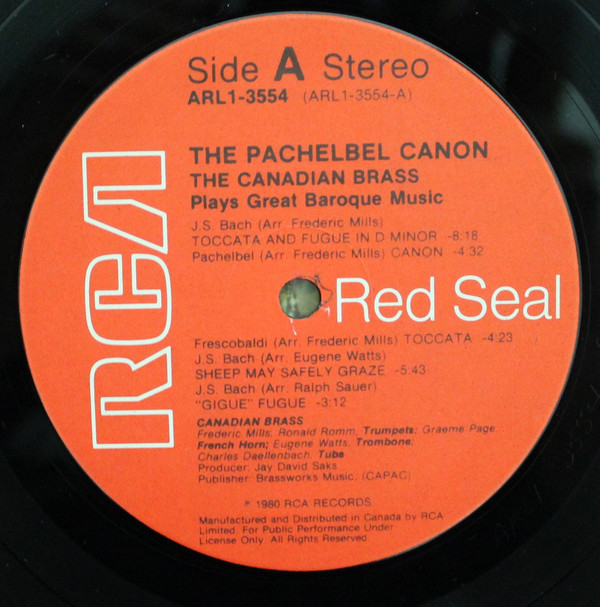 Side A Stereo
ARL1-3554 (ARL1-3554-A)
RCA
THE PACHELBEL CANON
THE CANADIAN BRASS
Plays Great Baroque Music
J.S. Bach (Arr. Frederic Mills)
TOCCATA AND FUGUE IN D MINOR -8:18
Pachelbel (Arr. Frederic Mills) CANON -4:32
Red Seal
Frescobaldi (Arr. Frederic Mills) TOCCATA -4:23
J.S. Bach (Arr. Eugene Watts)
SHEEP MAY SAFELY GRAZE -5:43
J.S. Bach (Arr. Ralph Sauer)
"GIGUE" FUGUE -3:12
CANADIAN BRASS
Frederic Mills; Ronald Romm, Trumpets; Graeme Page,
French Horn; Eugene Watts, Trombone;
Charles Daellenbach, Tuba
Producer: Jay David Saks
Publisher: Brassworks Music, (CAPAC)
℗ 1980 RCA RECORDS
Manufactured and Distributed in Canada by RCA
Limited. For Public Performance Under
License Only. All Rights Reserved.